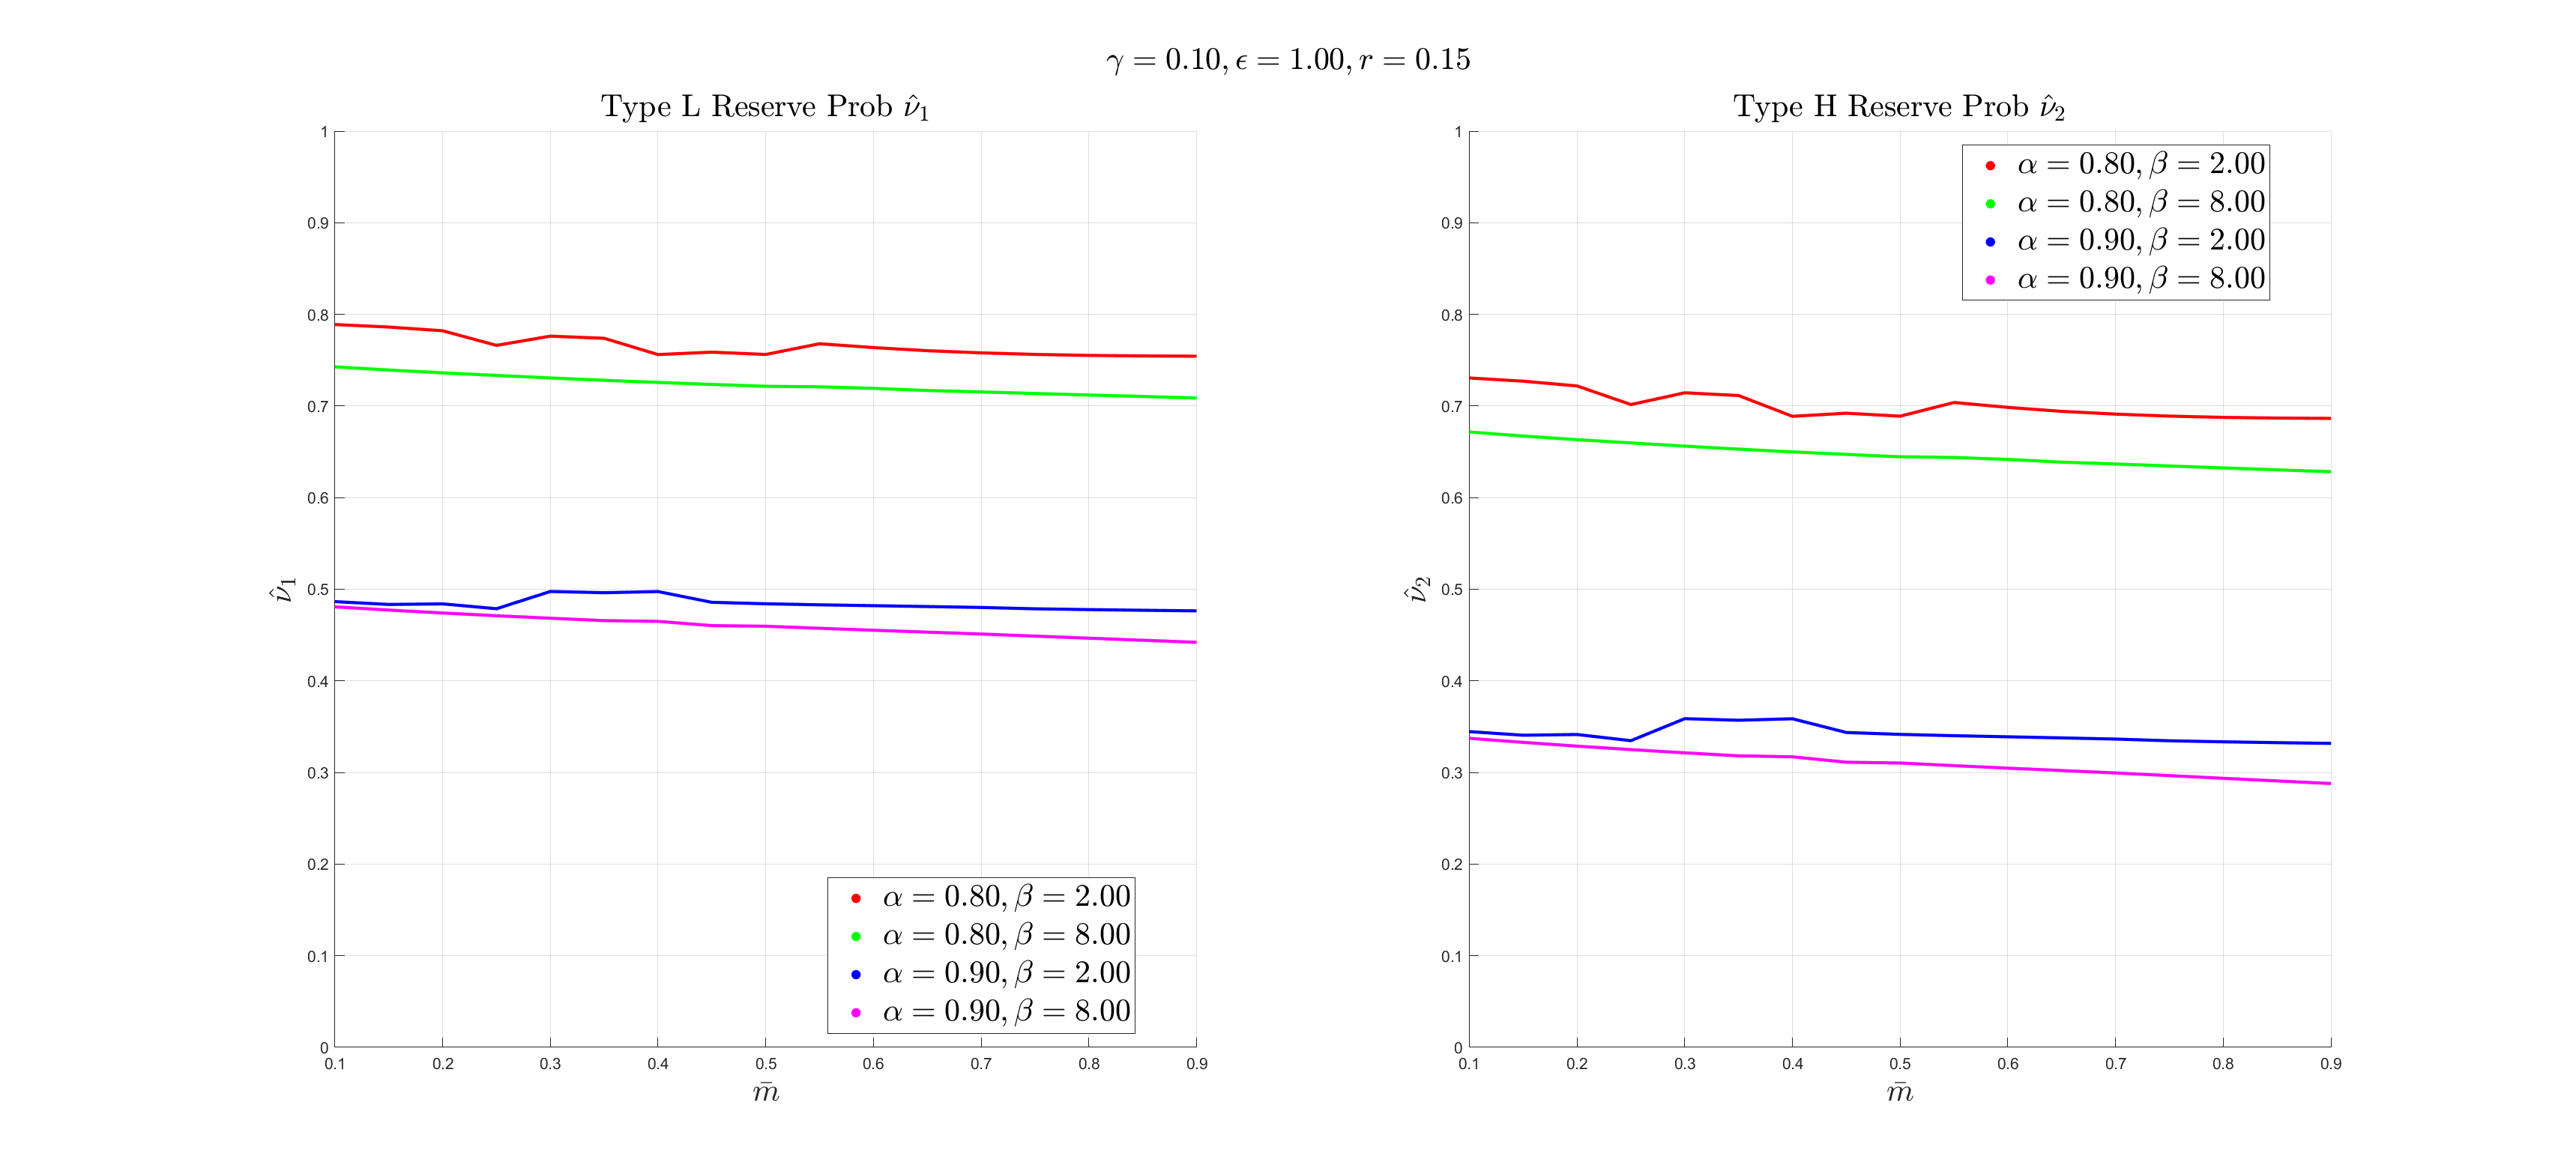 γ = 0.10, ϵ = 1.00, r = 0.15
Type L Reserve Prob ν̂₁
1
0.9
0.8
0.7
0.6
0.5
0.4
0.3
0.2
0.1
0
ν̂₁
α = 0.80, β = 2.00
α = 0.80, β = 8.00
α = 0.90, β = 2.00
α = 0.90, β = 8.00
0.1 0.2 0.3 0.4 0.5 0.6 0.7 0.8 0.9
m̄
Type H Reserve Prob ν̂₂
α = 0.80, β = 2.00
α = 0.80, β = 8.00
α = 0.90, β = 2.00
α = 0.90, β = 8.00
1
0.9
0.8
0.7
0.6
0.5
0.4
0.3
0.2
0.1
0
ν̂₂
0.1 0.2 0.3 0.4 0.5 0.6 0.7 0.8 0.9
m̄